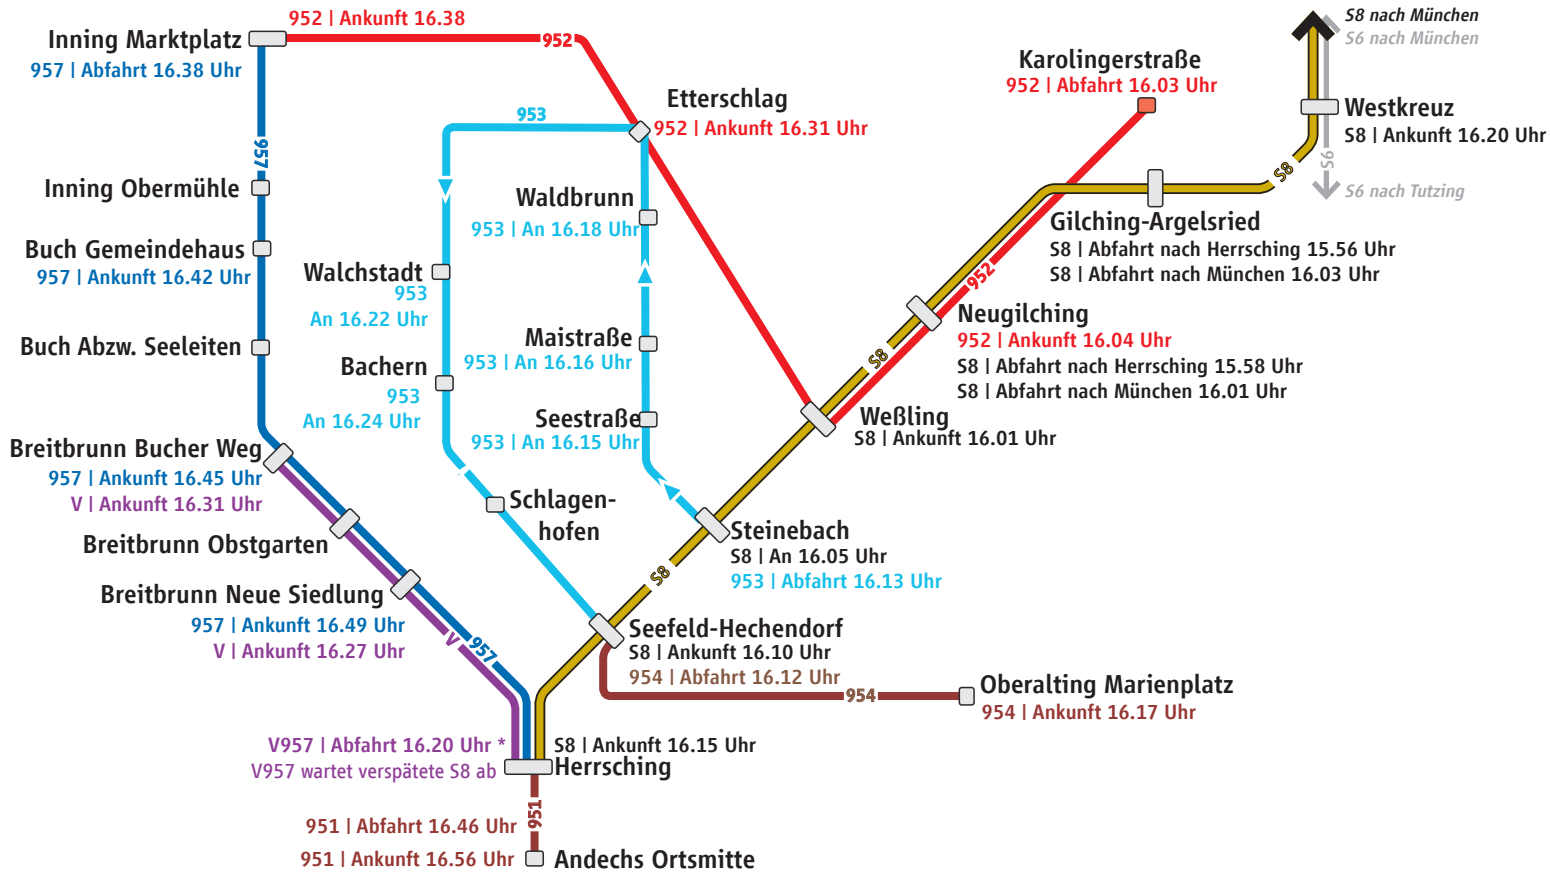 952 | Ankunft 16.38
Inning Marktplatz
957 | Abfahrt 16.38 Uhr
952
S8 nach München
S6 nach München
Karolingerstraße
952 | Abfahrt 16.03 Uhr
Etterschlag
952 | Ankunft 16.31 Uhr
953
Westkreuz
S8 | Ankunft 16.20 Uhr
957
S6
S8
S6 nach Tutzing
Inning Obermühle
Waldbrunn
953 | An 16.18 Uhr
Gilching-Argelsried
S8 | Abfahrt nach Herrsching 15.56 Uhr
S8 | Abfahrt nach München 16.03 Uhr
Buch Gemeindehaus
957 | Ankunft 16.42 Uhr
Walchstadt
953
An 16.22 Uhr
952
Neugilching
952 | Ankunft 16.04 Uhr
S8 | Abfahrt nach Herrsching 15.58 Uhr
S8 | Abfahrt nach München 16.01 Uhr
Buch Abzw. Seeleiten
Maistraße
953 | An 16.16 Uhr
S8
Bachern
953
An 16.24 Uhr
Seestraße
953 | An 16.15 Uhr
Weßling
S8 | Ankunft 16.01 Uhr
Breitbrunn Bucher Weg
957 | Ankunft 16.45 Uhr
V | Ankunft 16.31 Uhr
Schlagen-
hofen
Steinebach
S8 | An 16.05 Uhr
953 | Abfahrt 16.13 Uhr
Breitbrunn Obstgarten
S8
Breitbrunn Neue Siedlung
957 | Ankunft 16.49 Uhr
V | Ankunft 16.27 Uhr
V
957
Seefeld-Hechendorf
S8 | Ankunft 16.10 Uhr
954 | Abfahrt 16.12 Uhr
954
Oberalting Marienplatz
954 | Ankunft 16.17 Uhr
V957 | Abfahrt 16.20 Uhr *
V957 wartet verspätete S8 ab
S8 | Ankunft 16.15 Uhr
Herrsching
951
951 | Abfahrt 16.46 Uhr
951 | Ankunft 16.56 Uhr
Andechs Ortsmitte